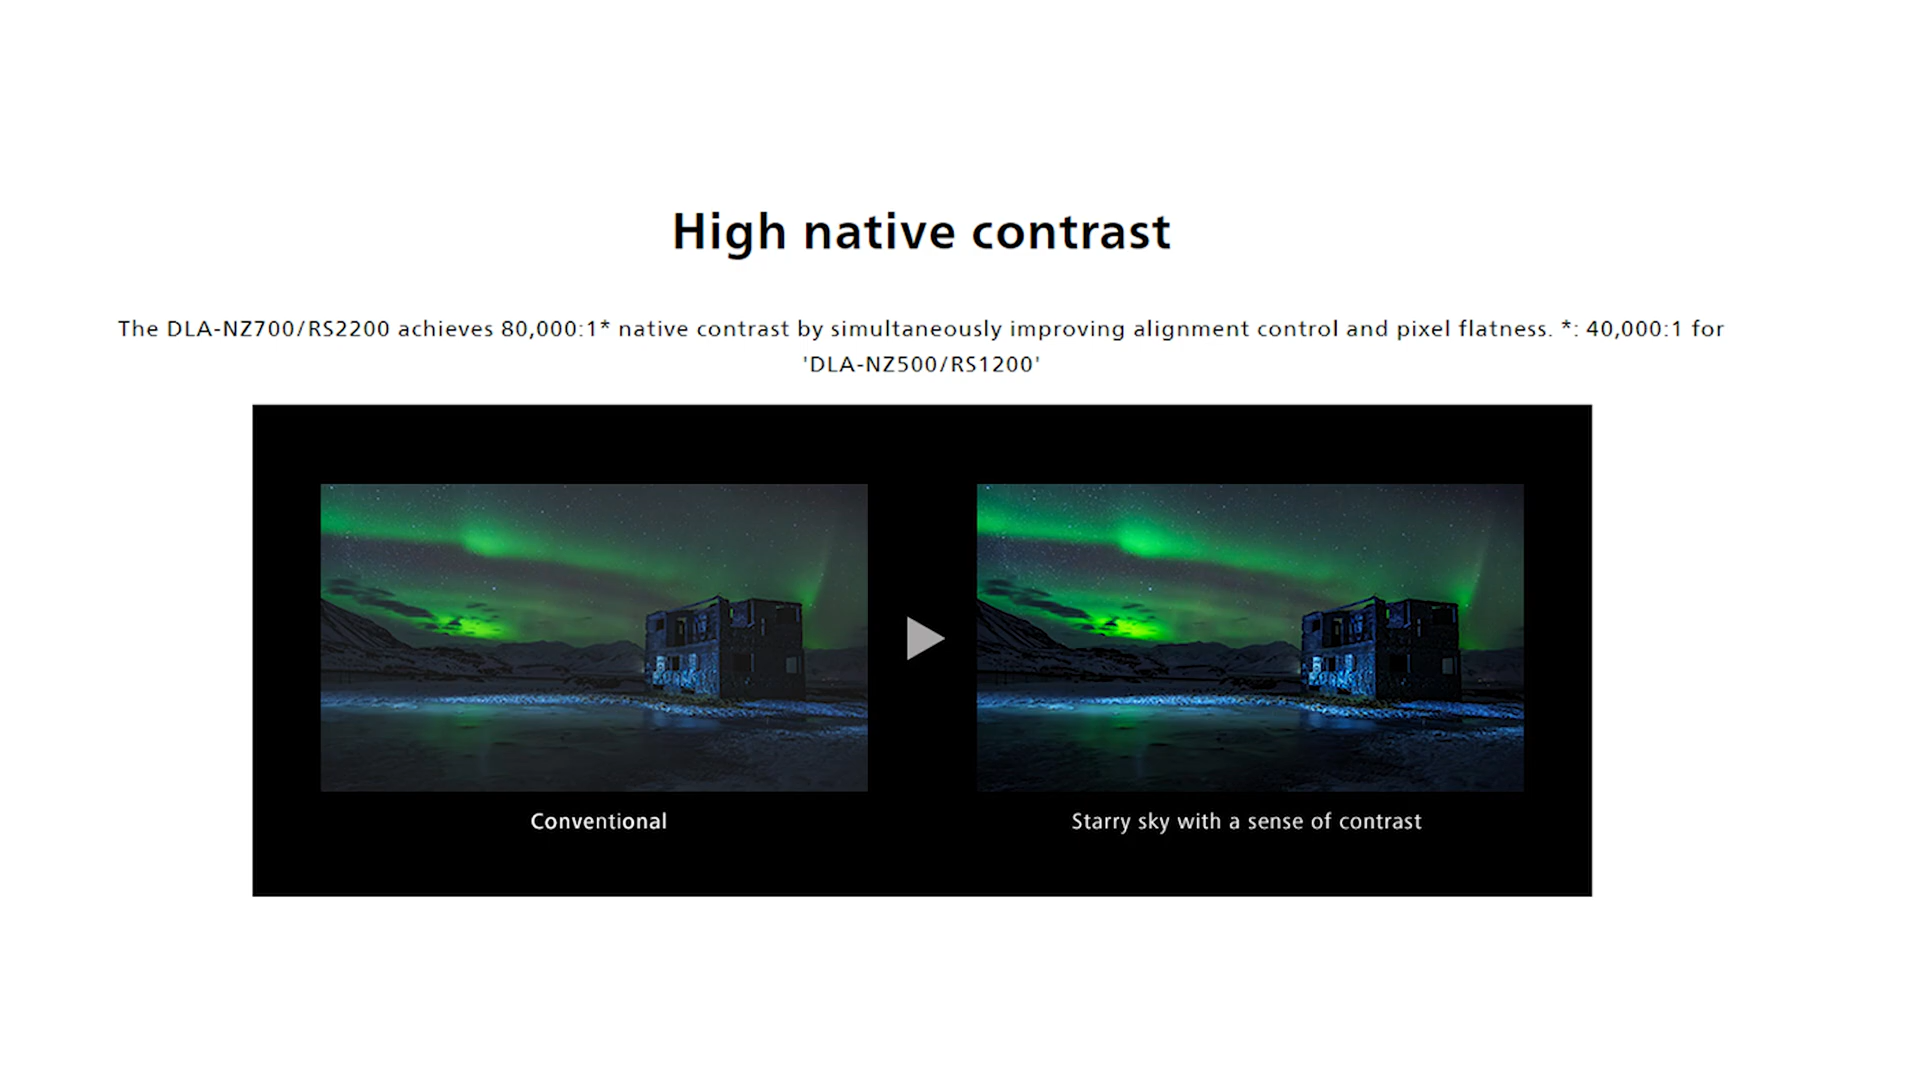 High native contrast
The DLA-NZ700/RS2200 achieves 80,000:1* native contrast by simultaneously improving alignment control and pixel flatness. *: 40,000:1 for
'DLA-NZ500/RS1200'
Conventional
Starry sky with a sense of contrast